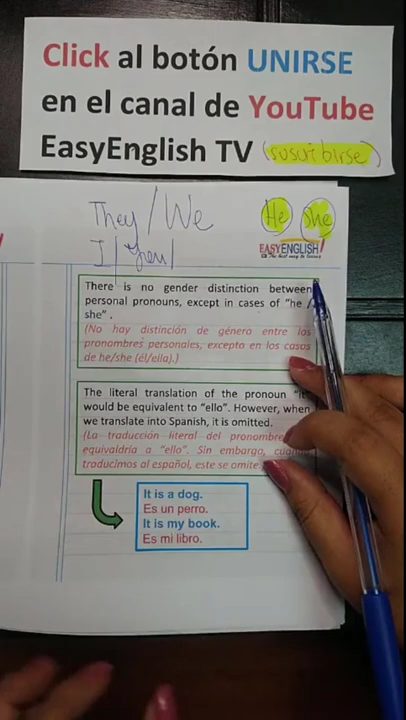 Click al botón UNIRSE
en el canal de YouTube
EasyEnglish TV (suscribirse)
They / We
He She
I / you /
EASYENGLISH!
There is no gender distinction between
personal pronouns, except in cases of "he /
she".
(No hay distinción de género entre los
pronombres personales, excepto en los casos
de he/she (él/ella).)
The literal translation of the pronoun "it
would be equivalent to "ello". However, when
we translate into Spanish, it is omitted.
(La traducción literal del pronombre
equivaldría a "ello". Sin embargo, cuando
traducimos al español, este se omite.
It is a dog.
Es un perro.
It is my book.
Es mi libro.